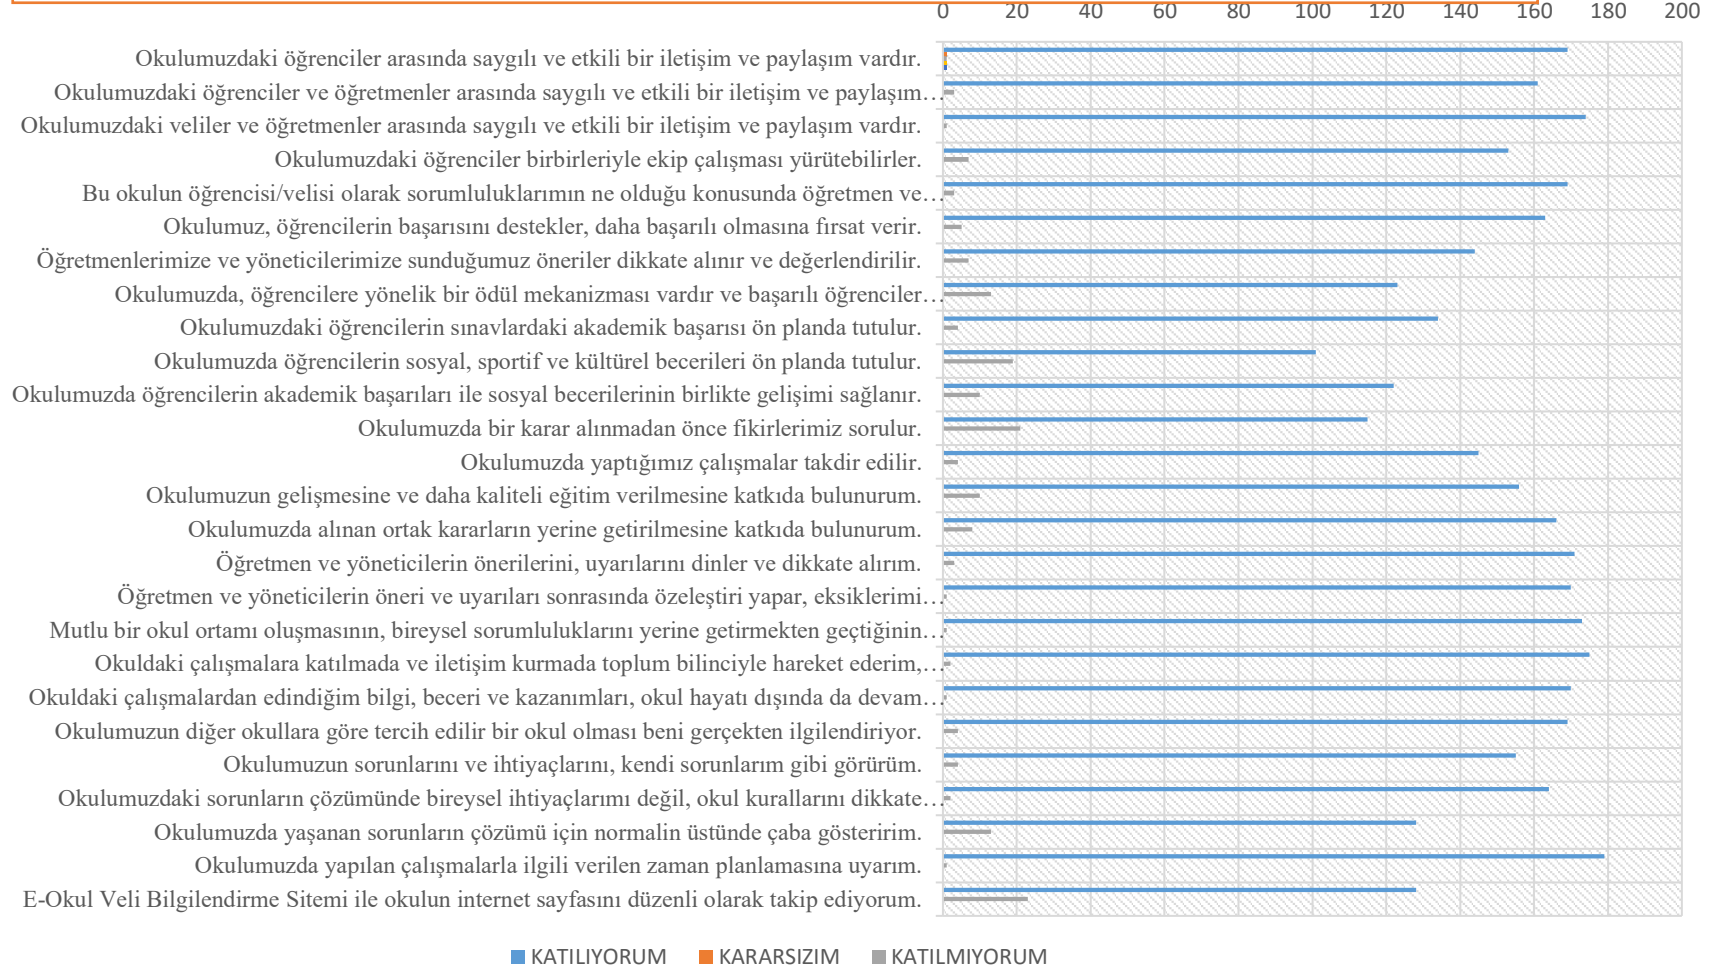 0 20 40 60 80 100 120 140 160 180 200
Okulumuzdaki öğrenciler arasında saygılı ve etkili bir iletişim ve paylaşım vardır.
Okulumuzdaki öğrenciler ve öğretmenler arasında saygılı ve etkili bir iletişim ve paylaşım…
Okulumuzdaki veliler ve öğretmenler arasında saygılı ve etkili bir iletişim ve paylaşım vardır.
Okulumuzdaki öğrenciler birbirleriyle ekip çalışması yürütebilirler.
Bu okulun öğrencisi/velisi olarak sorumluluklarımın ne olduğu konusunda öğretmen ve…
Okulumuz, öğrencilerin başarısını destekler, daha başarılı olmasına fırsat verir.
Öğretmenlerimize ve yöneticilerimize sunduğumuz öneriler dikkate alınır ve değerlendirilir.
Okulumuzda, öğrencilere yönelik bir ödül mekanizması vardır ve başarılı öğrenciler…
Okulumuzdaki öğrencilerin sınavlardaki akademik başarısı ön planda tutulur.
Okulumuzda öğrencilerin sosyal, sportif ve kültürel becerileri ön planda tutulur.
Okulumuzda öğrencilerin akademik başarıları ile sosyal becerilerinin birlikte gelişimi sağlanır.
Okulumuzda bir karar alınmadan önce fikirlerimiz sorulur.
Okulumuzda yaptığımız çalışmalar takdir edilir.
Okulumuzun gelişmesine ve daha kaliteli eğitim verilmesine katkıda bulunurum.
Okulumuzda alınan ortak kararların yerine getirilmesine katkıda bulunurum.
Öğretmen ve yöneticilerin önerilerini, uyarılarını dinler ve dikkate alırım.
Öğretmen ve yöneticilerin öneri ve uyarıları sonrasında özeleştiri yapar, eksiklerimi…
Mutlu bir okul ortamı oluşmasının, bireysel sorumluluklarını yerine getirmekten geçtiğinin…
Okuldaki çalışmalara katılmada ve iletişim kurmada toplum bilinciyle hareket ederim,…
Okuldaki çalışmalardan edindiğim bilgi, beceri ve kazanımları, okul hayatı dışında da devam…
Okulumuzun diğer okullara göre tercih edilir bir okul olması beni gerçekten ilgilendiriyor.
Okulumuzun sorunlarını ve ihtiyaçlarını, kendi sorunlarım gibi görürüm.
Okulumuzdaki sorunların çözümünde bireysel ihtiyaçlarımı değil, okul kurallarını dikkate…
Okulumuzda yaşanan sorunların çözümü için normalin üstünde çaba gösteririm.
Okulumuzda yapılan çalışmalarla ilgili verilen zaman planlamasına uyarım.
E-Okul Veli Bilgilendirme Sitemi ile okulun internet sayfasını düzenli olarak takip ediyorum.
KATILIYORUM KARARSIZIM KATILMIYORUM